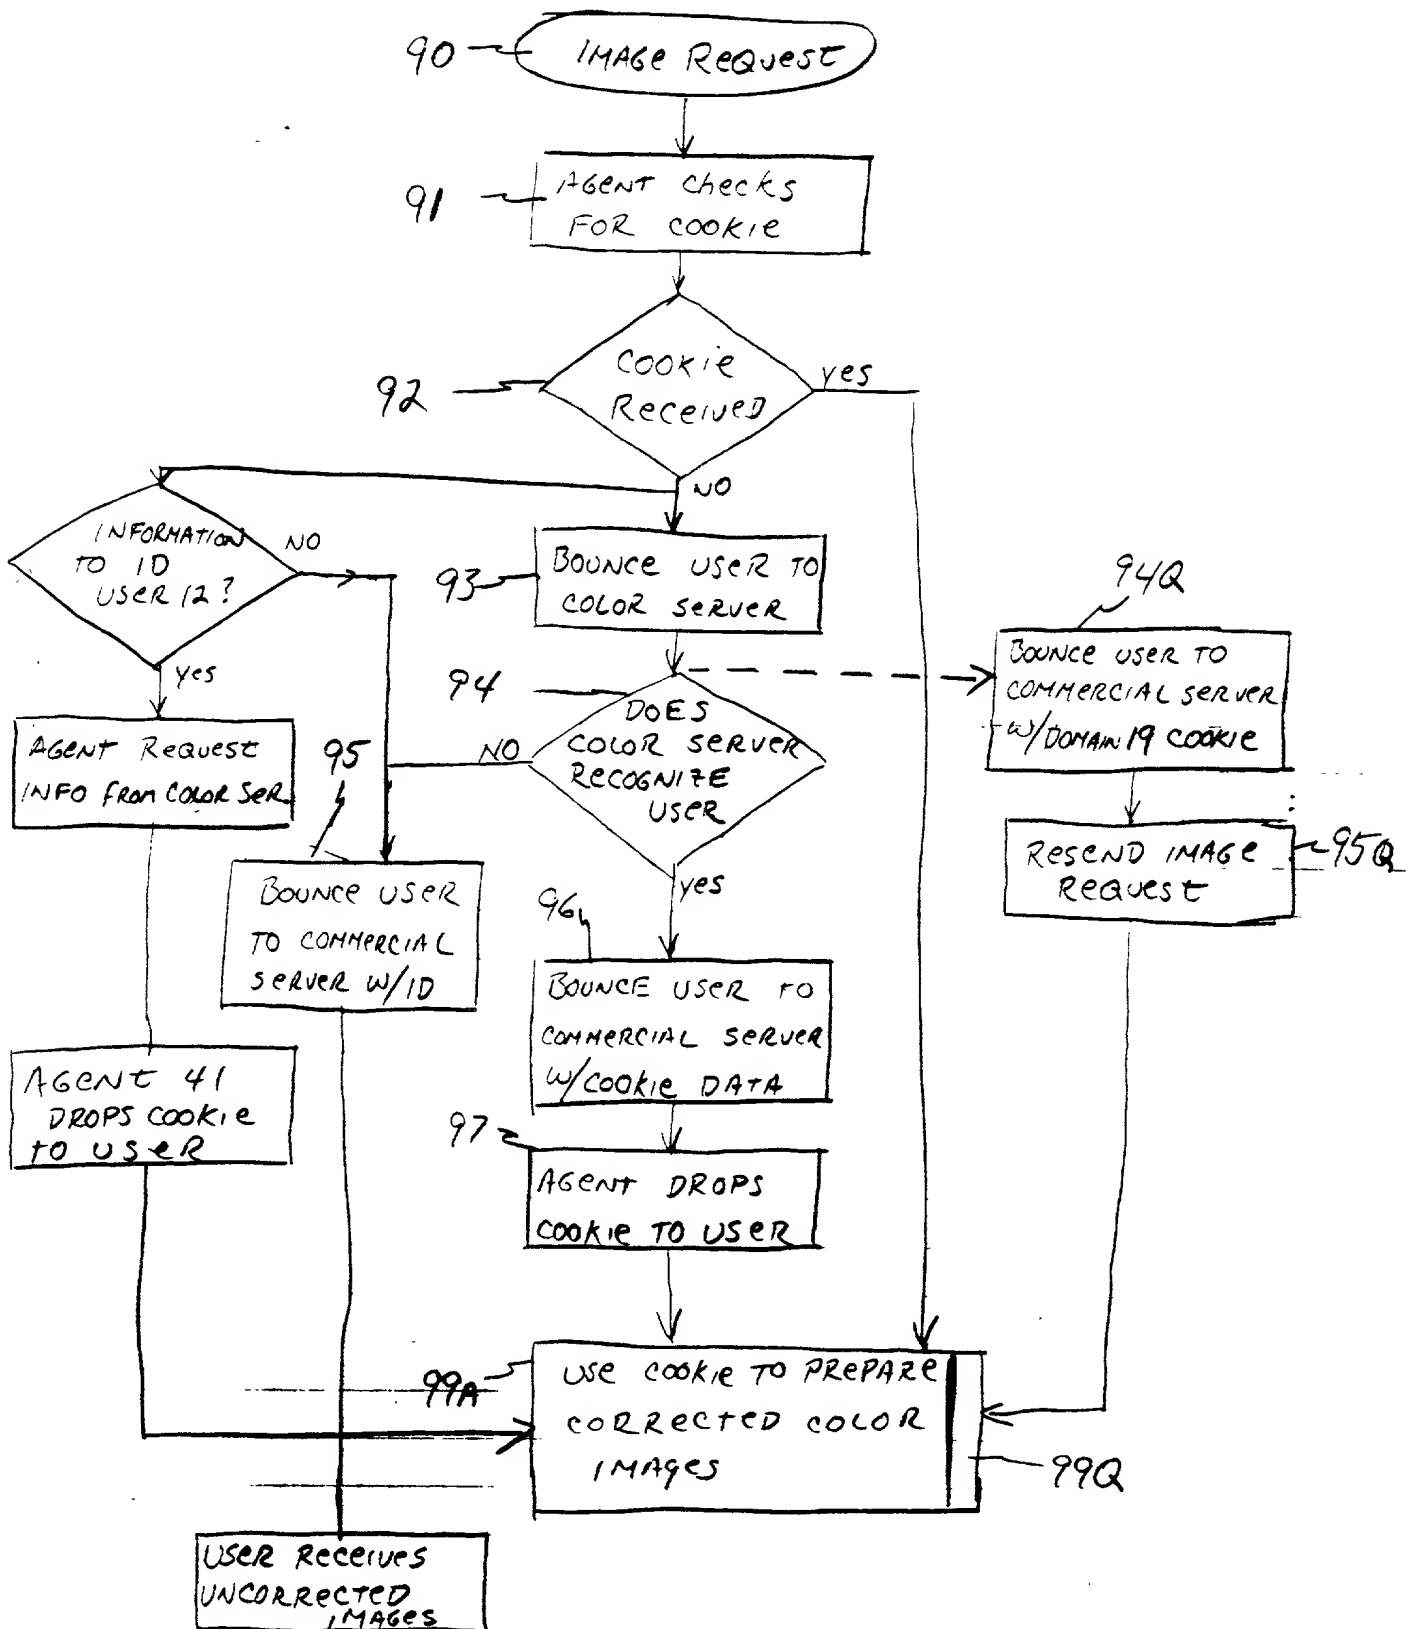 90
IMAGE REQUEST
91
AGENT CHECKS
FOR COOKIE
92
COOKIE
RECEIVED
YES
NO
INFORMATION
TO ID
USER 12?
NO
YES
93
BOUNCE USER TO
COLOR SERVER
94Q
BOUNCE USER TO
COMMERCIAL SERVER
W/DOMAIN 19 COOKIE
94
DOES
COLOR SERVER
RECOGNIZE
USER
NO
YES
AGENT REQUEST
INFO FROM COLOR SER.
95
BOUNCE USER
TO COMMERCIAL
SERVER W/ID
RESEND IMAGE
REQUEST
95Q
96
BOUNCE USER TO
COMMERCIAL SERVER
W/COOKIE DATA
AGENT 41
DROPS COOKIE
TO USER
97
AGENT DROPS
COOKIE TO USER
99A
USE COOKIE TO PREPARE
CORRECTED COLOR
IMAGES
99Q
USER RECEIVES
UNCORRECTED
IMAGES